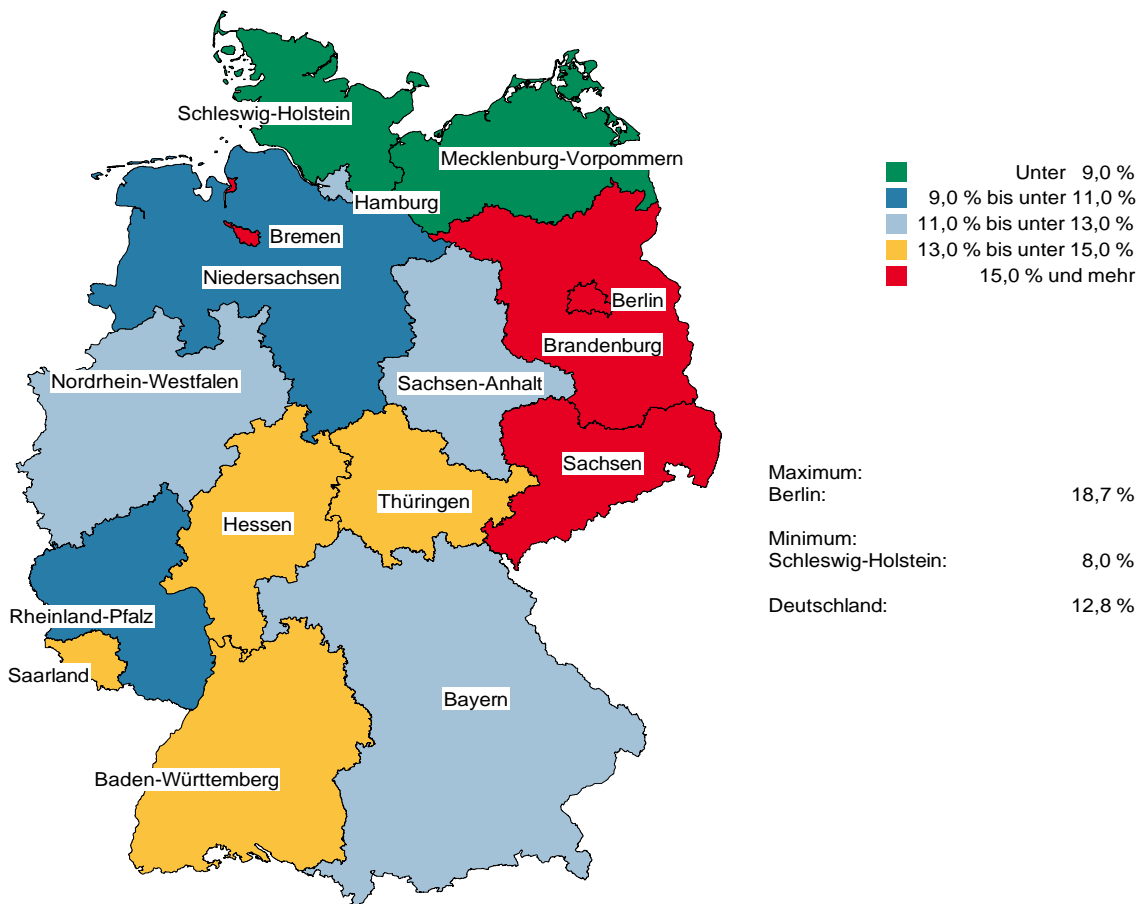 Schleswig-Holstein
Mecklenburg-Vorpommern
Hamburg
Bremen
Niedersachsen
Berlin
Brandenburg
Nordrhein-Westfalen
Sachsen-Anhalt
Sachsen
Thüringen
Hessen
Rheinland-Pfalz
Saarland
Bayern
Baden-Württemberg
Unter 9,0 %
9,0 % bis unter 11,0 %
11,0 % bis unter 13,0 %
13,0 % bis unter 15,0 %
15,0 % und mehr
Maximum:
Berlin: 18,7 %
Minimum:
Schleswig-Holstein: 8,0 %
Deutschland: 12,8 %